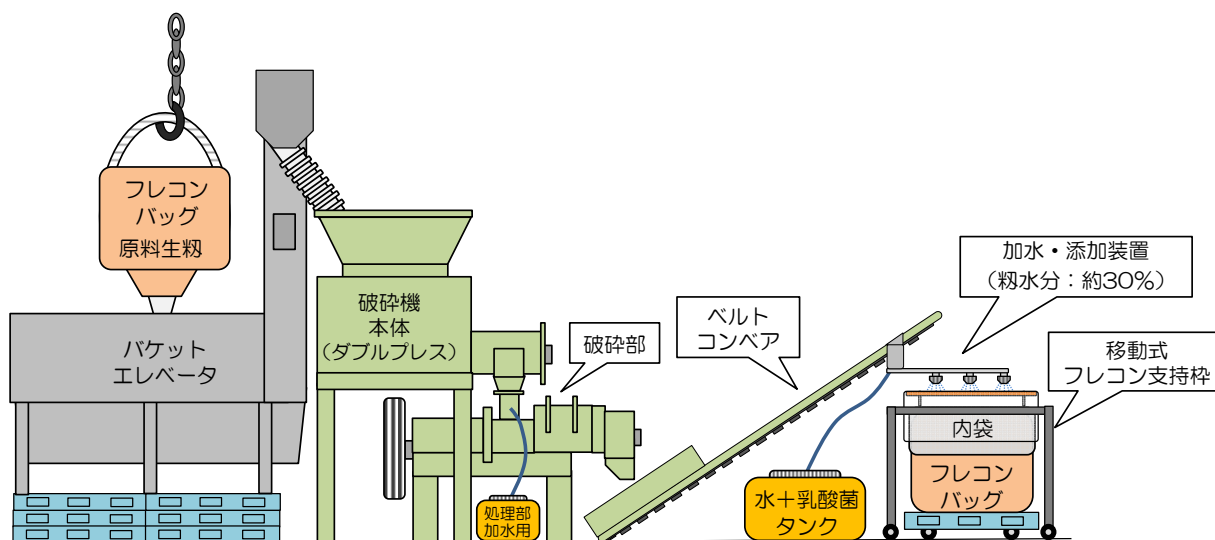 フレコン
バッグ
原料生籾
バケット
エレベータ
破砕機
本体
（ダブルプレス）
破砕部
処理部
加水用
ベルト
コンベア
水＋乳酸菌
タンク
加水・添加装置
（籾水分：約30%）
移動式
フレコン支持枠
内袋
フレコン
バッグ